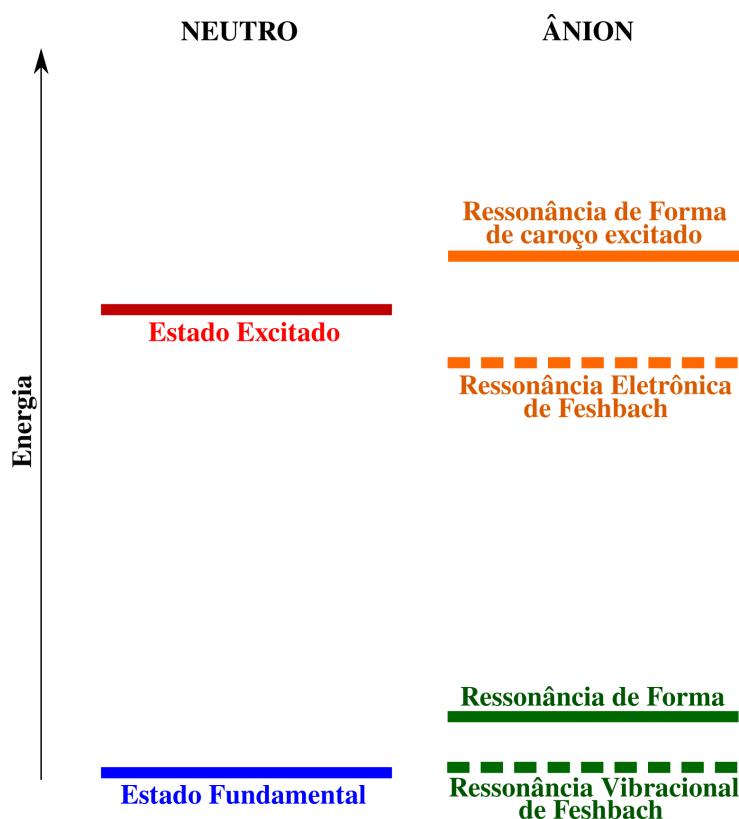 NEUTRO
ÂNION
Ressonância de Forma
de caroço excitado
Estado Excitado
Ressonância Eletrônica
de Feshbach
Energia
Ressonância de Forma
Estado Fundamental
Ressonância Vibracional
de Feshbach